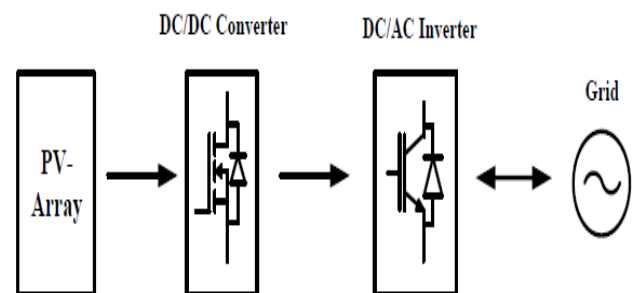 DC/DC Converter
DC/AC Inverter
Grid
PV-
Array